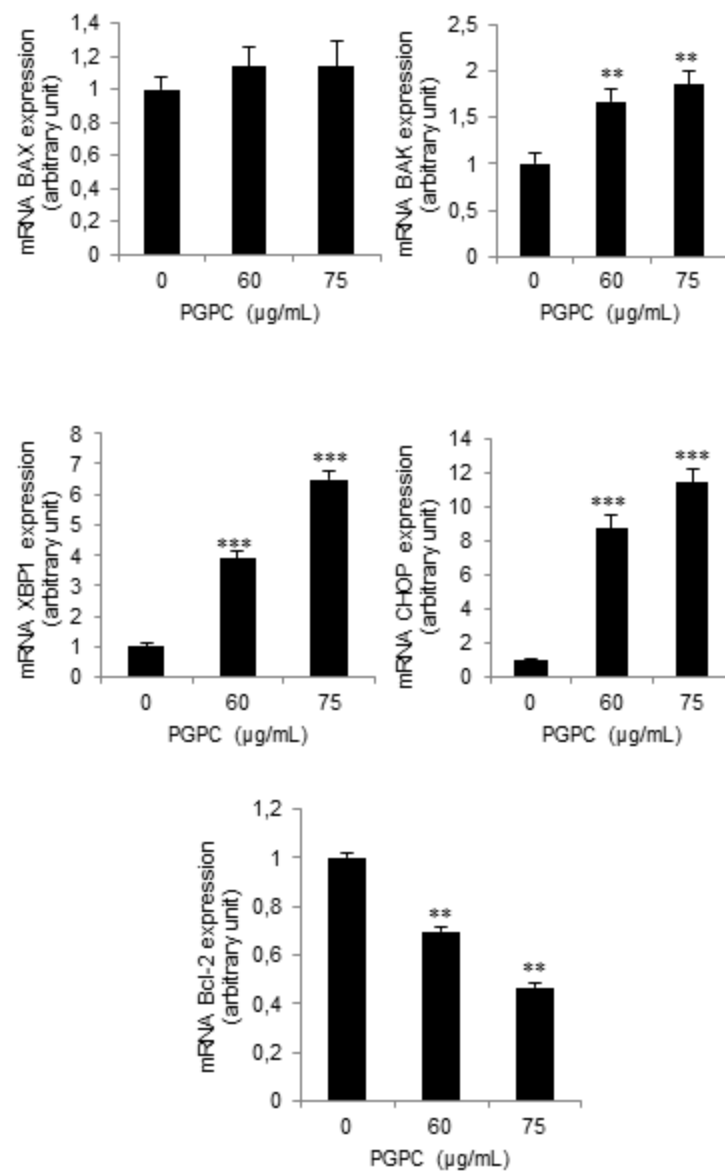 mRNA BAX expression
(arbitrary unit)
1,4
1,2
1
0,8
0,6
0,4
0,2
0
0 60 75
PGPC (µg/mL)
mRNA BAK expression
(arbitrary unit)
2,5
2
1,5
1
0,5
0
** **
0 60 75
PGPC (µg/mL)
mRNA XBP1 expression
(arbitrary unit)
8
7
6
5
4
3
2
1
0
*** ***
0 60 75
PGPC (µg/mL)
mRNA CHOP expression
(arbitrary unit)
14
12
10
8
6
4
2
0
*** ***
0 60 75
PGPC (µg/mL)
mRNA Bcl-2 expression
(arbitrary unit)
1,2
1
0,8
0,6
0,4
0,2
0
** **
0 60 75
PGPC (µg/mL)